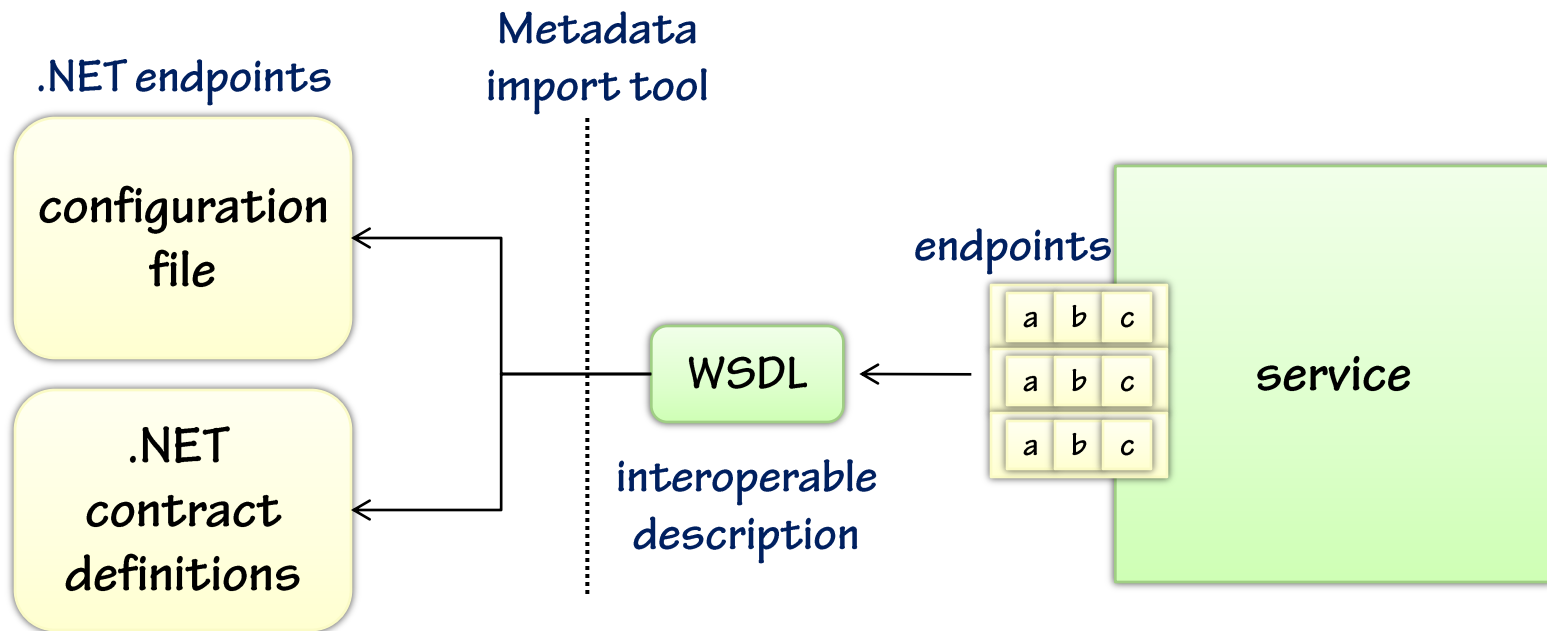 .NET endpoints
configuration
file
.NET
contract
definitions
Metadata
import tool
WSDL
interoperable
description
endpoints
a b c
a b c
a b c
service